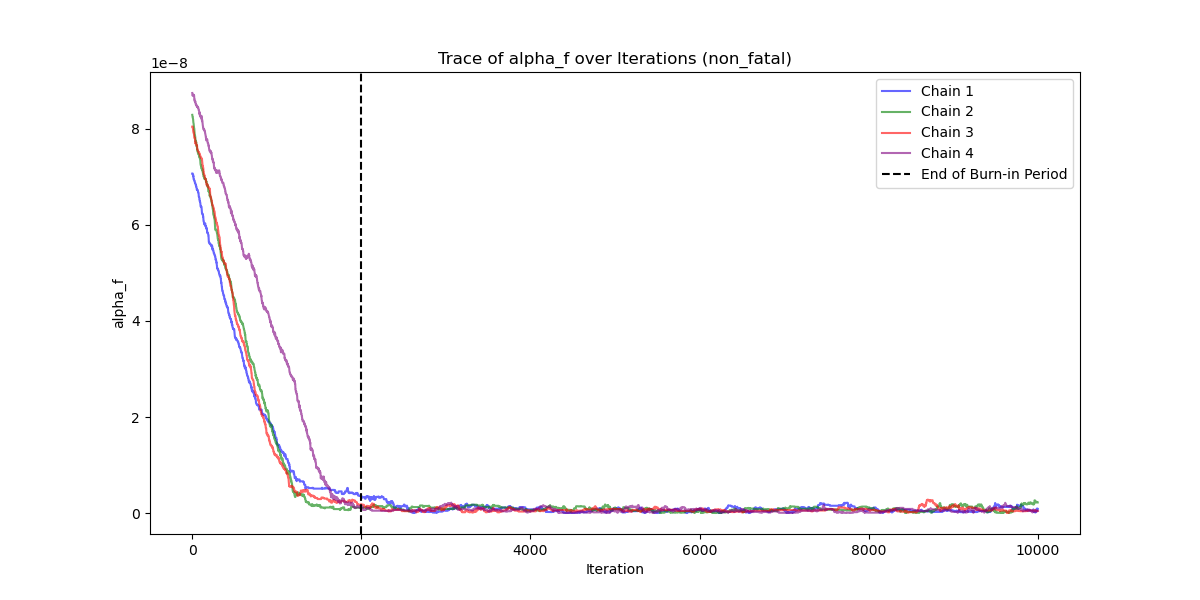 Trace of alpha_f over Iterations (non_fatal)
1e−8
8
6
4
2
0
alpha_f
Chain 1
Chain 2
Chain 3
Chain 4
End of Burn-in Period
0 2000 4000 6000 8000 10000
Iteration